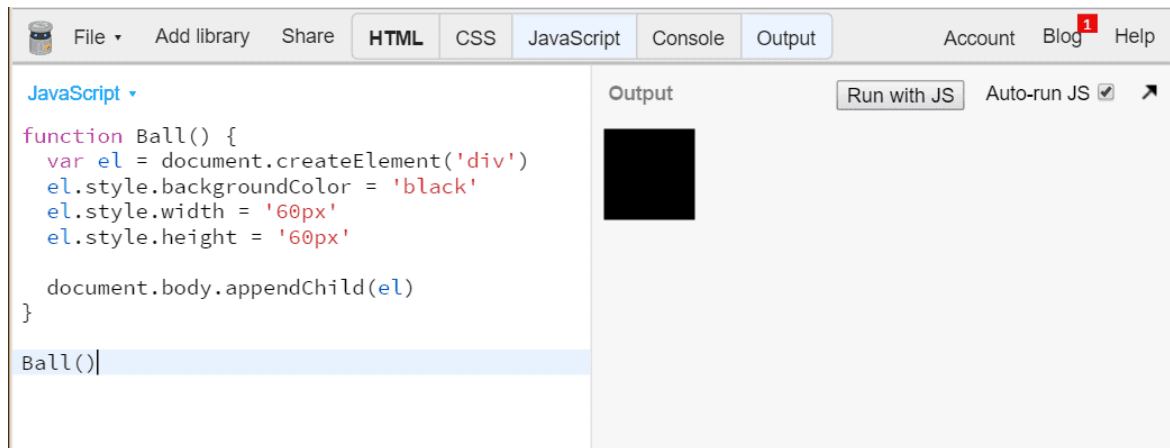 File ▾ Add library Share HTML CSS JavaScript Console Output Account Blog 1 Help
JavaScript ▾
function Ball() {
  var el = document.createElement('div')
  el.style.backgroundColor = 'black'
  el.style.width = '60px'
  el.style.height = '60px'

  document.body.appendChild(el)
}

Ball()
Output Run with JS Auto-run JS